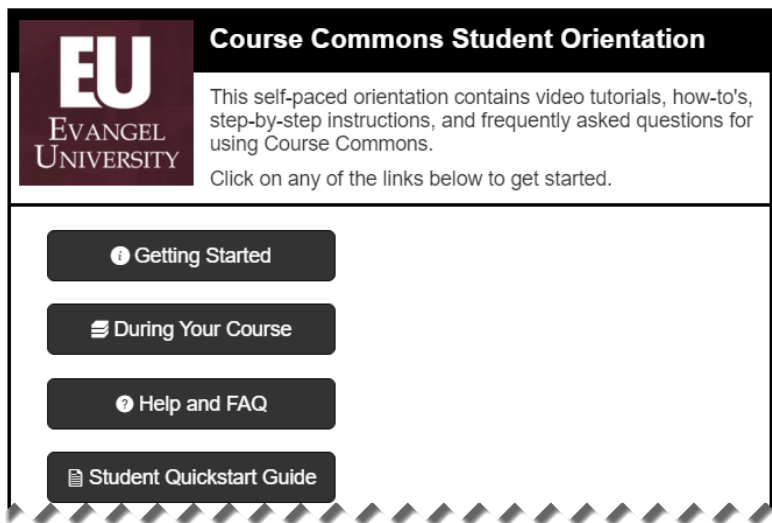 Course Commons Student Orientation
EU
EVANGEL
UNIVERSITY
This self-paced orientation contains video tutorials, how-to's,
step-by-step instructions, and frequently asked questions for
using Course Commons.
Click on any of the links below to get started.
Getting Started
During Your Course
Help and FAQ
Student Quickstart Guide